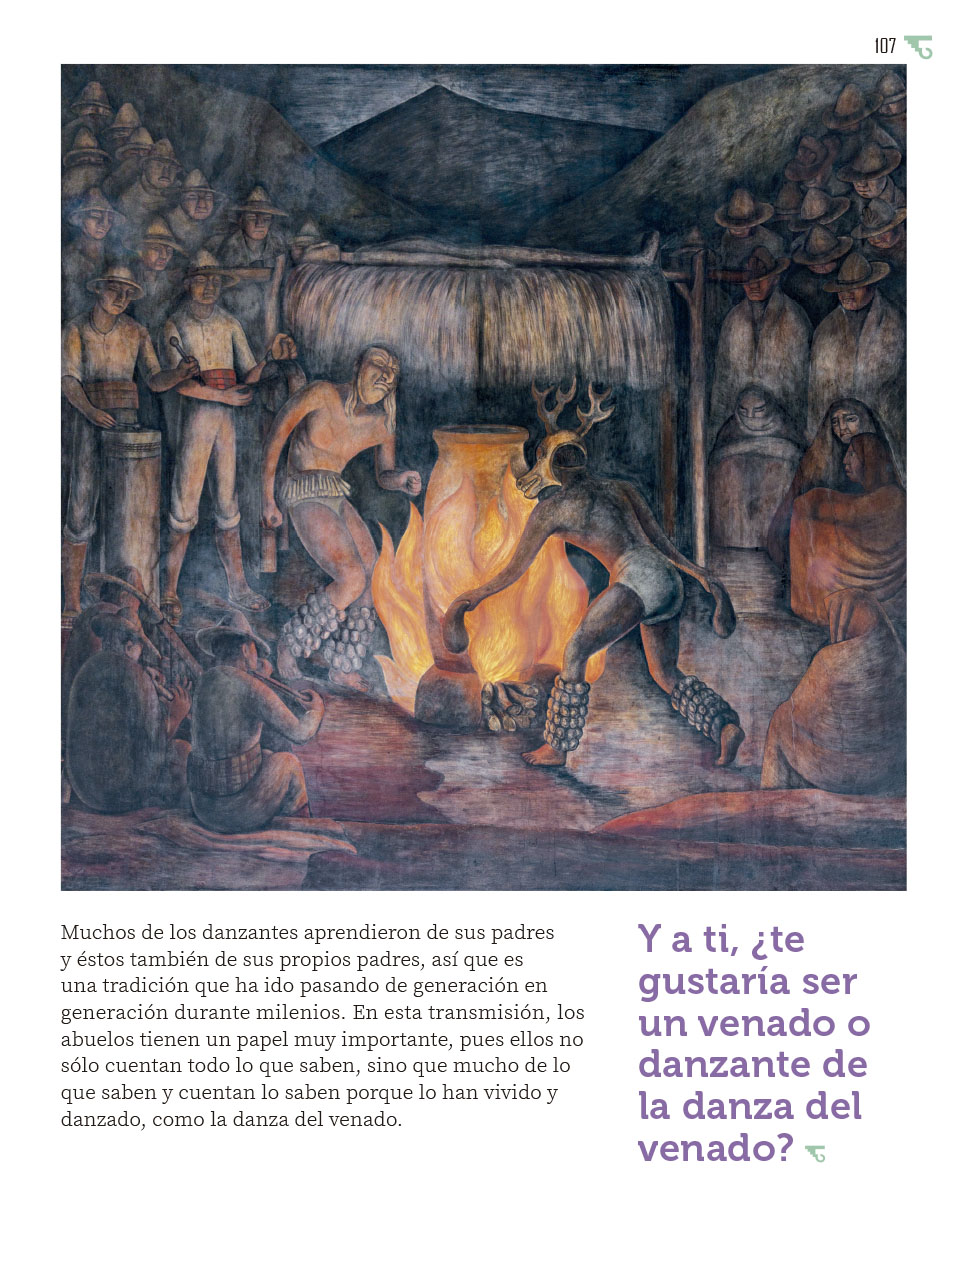 107
Muchos de los danzantes aprendieron de sus padres
y éstos también de sus propios padres, así que es
una tradición que ha ido pasando de generación en
generación durante milenios. En esta transmisión, los
abuelos tienen un papel muy importante, pues ellos no
sólo cuentan todo lo que saben, sino que mucho de lo
que saben y cuentan lo saben porque lo han vivido y
danzado, como la danza del venado.
Y a ti, ¿te
gustaría ser
un venado o
danzante de
la danza del
venado?